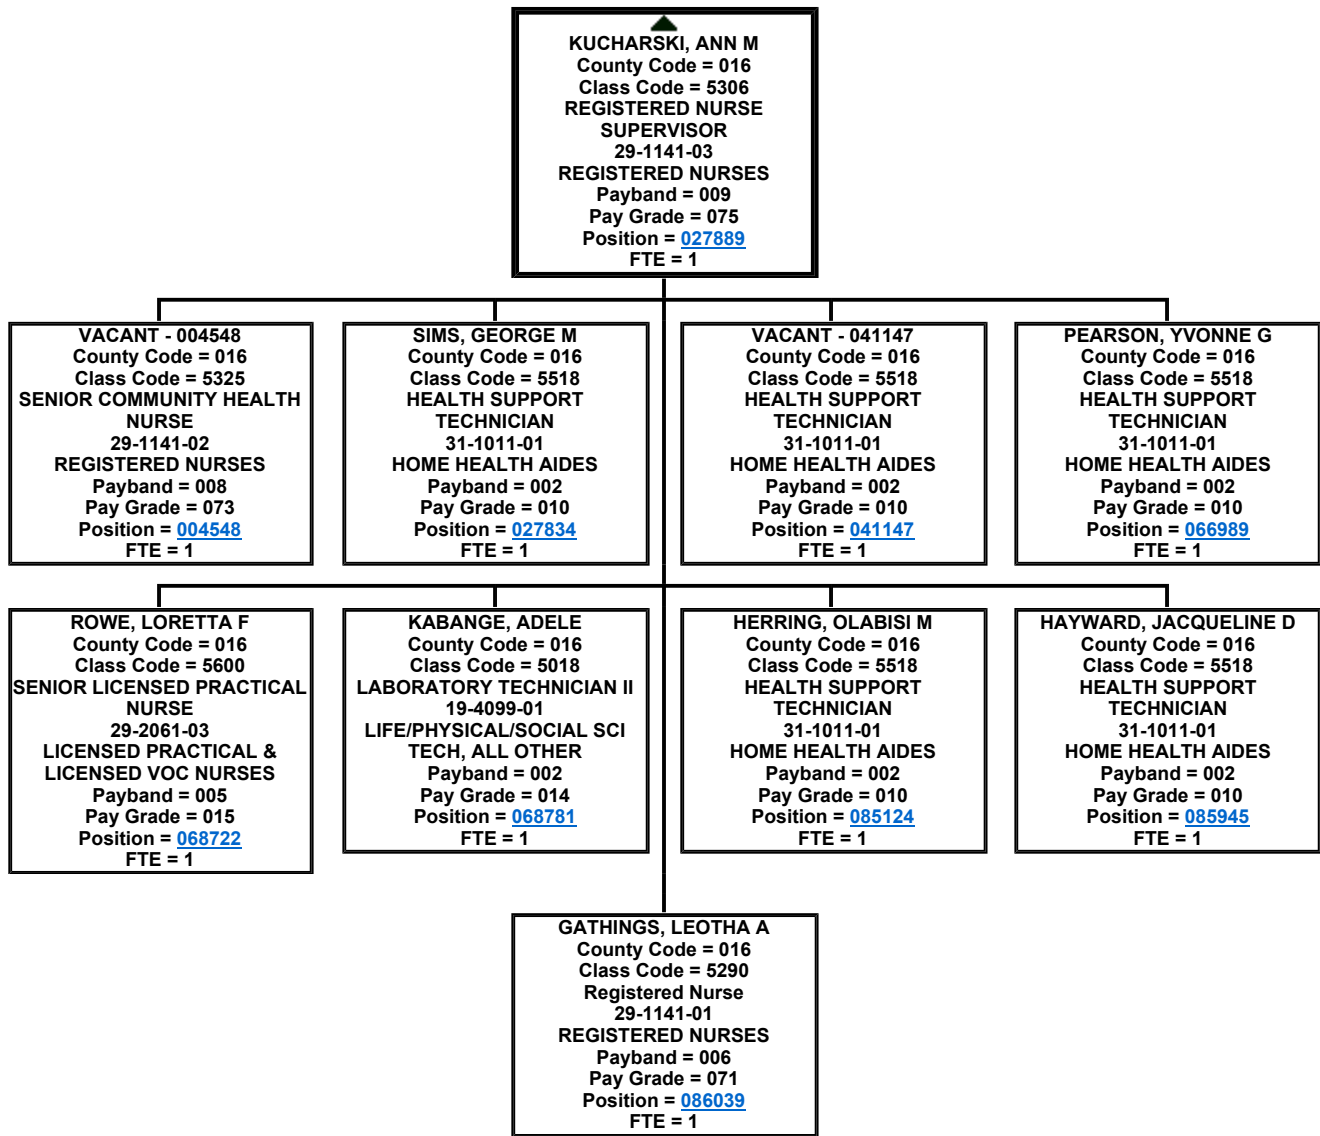 KUCHARSKI, ANN M
County Code = 016
Class Code = 5306
REGISTERED NURSE
SUPERVISOR
29-1141-03
REGISTERED NURSES
Payband = 009
Pay Grade = 075
Position = 027889
FTE = 1
VACANT - 004548
County Code = 016
Class Code = 5325
SENIOR COMMUNITY HEALTH
NURSE
29-1141-02
REGISTERED NURSES
Payband = 008
Pay Grade = 073
Position = 004548
FTE = 1
SIMS, GEORGE M
County Code = 016
Class Code = 5518
HEALTH SUPPORT
TECHNICIAN
31-1011-01
HOME HEALTH AIDES
Payband = 002
Pay Grade = 010
Position = 027834
FTE = 1
VACANT - 041147
County Code = 016
Class Code = 5518
HEALTH SUPPORT
TECHNICIAN
31-1011-01
HOME HEALTH AIDES
Payband = 002
Pay Grade = 010
Position = 041147
FTE = 1
PEARSON, YVONNE G
County Code = 016
Class Code = 5518
HEALTH SUPPORT
TECHNICIAN
31-1011-01
HOME HEALTH AIDES
Payband = 002
Pay Grade = 010
Position = 066989
FTE = 1
ROWE, LORETTA F
County Code = 016
Class Code = 5600
SENIOR LICENSED PRACTICAL
NURSE
29-2061-03
LICENSED PRACTICAL &
LICENSED VOC NURSES
Payband = 005
Pay Grade = 015
Position = 068722
FTE = 1
KABANGE, ADELE
County Code = 016
Class Code = 5018
LABORATORY TECHNICIAN II
19-4099-01
LIFE/PHYSICAL/SOCIAL SCI
TECH, ALL OTHER
Payband = 002
Pay Grade = 014
Position = 068781
FTE = 1
HERRING, OLABISI M
County Code = 016
Class Code = 5518
HEALTH SUPPORT
TECHNICIAN
31-1011-01
HOME HEALTH AIDES
Payband = 002
Pay Grade = 010
Position = 085124
FTE = 1
HAYWARD, JACQUELINE D
County Code = 016
Class Code = 5518
HEALTH SUPPORT
TECHNICIAN
31-1011-01
HOME HEALTH AIDES
Payband = 002
Pay Grade = 010
Position = 085945
FTE = 1
GATHINGS, LEOTHA A
County Code = 016
Class Code = 5290
Registered Nurse
29-1141-01
REGISTERED NURSES
Payband = 006
Pay Grade = 071
Position = 086039
FTE = 1